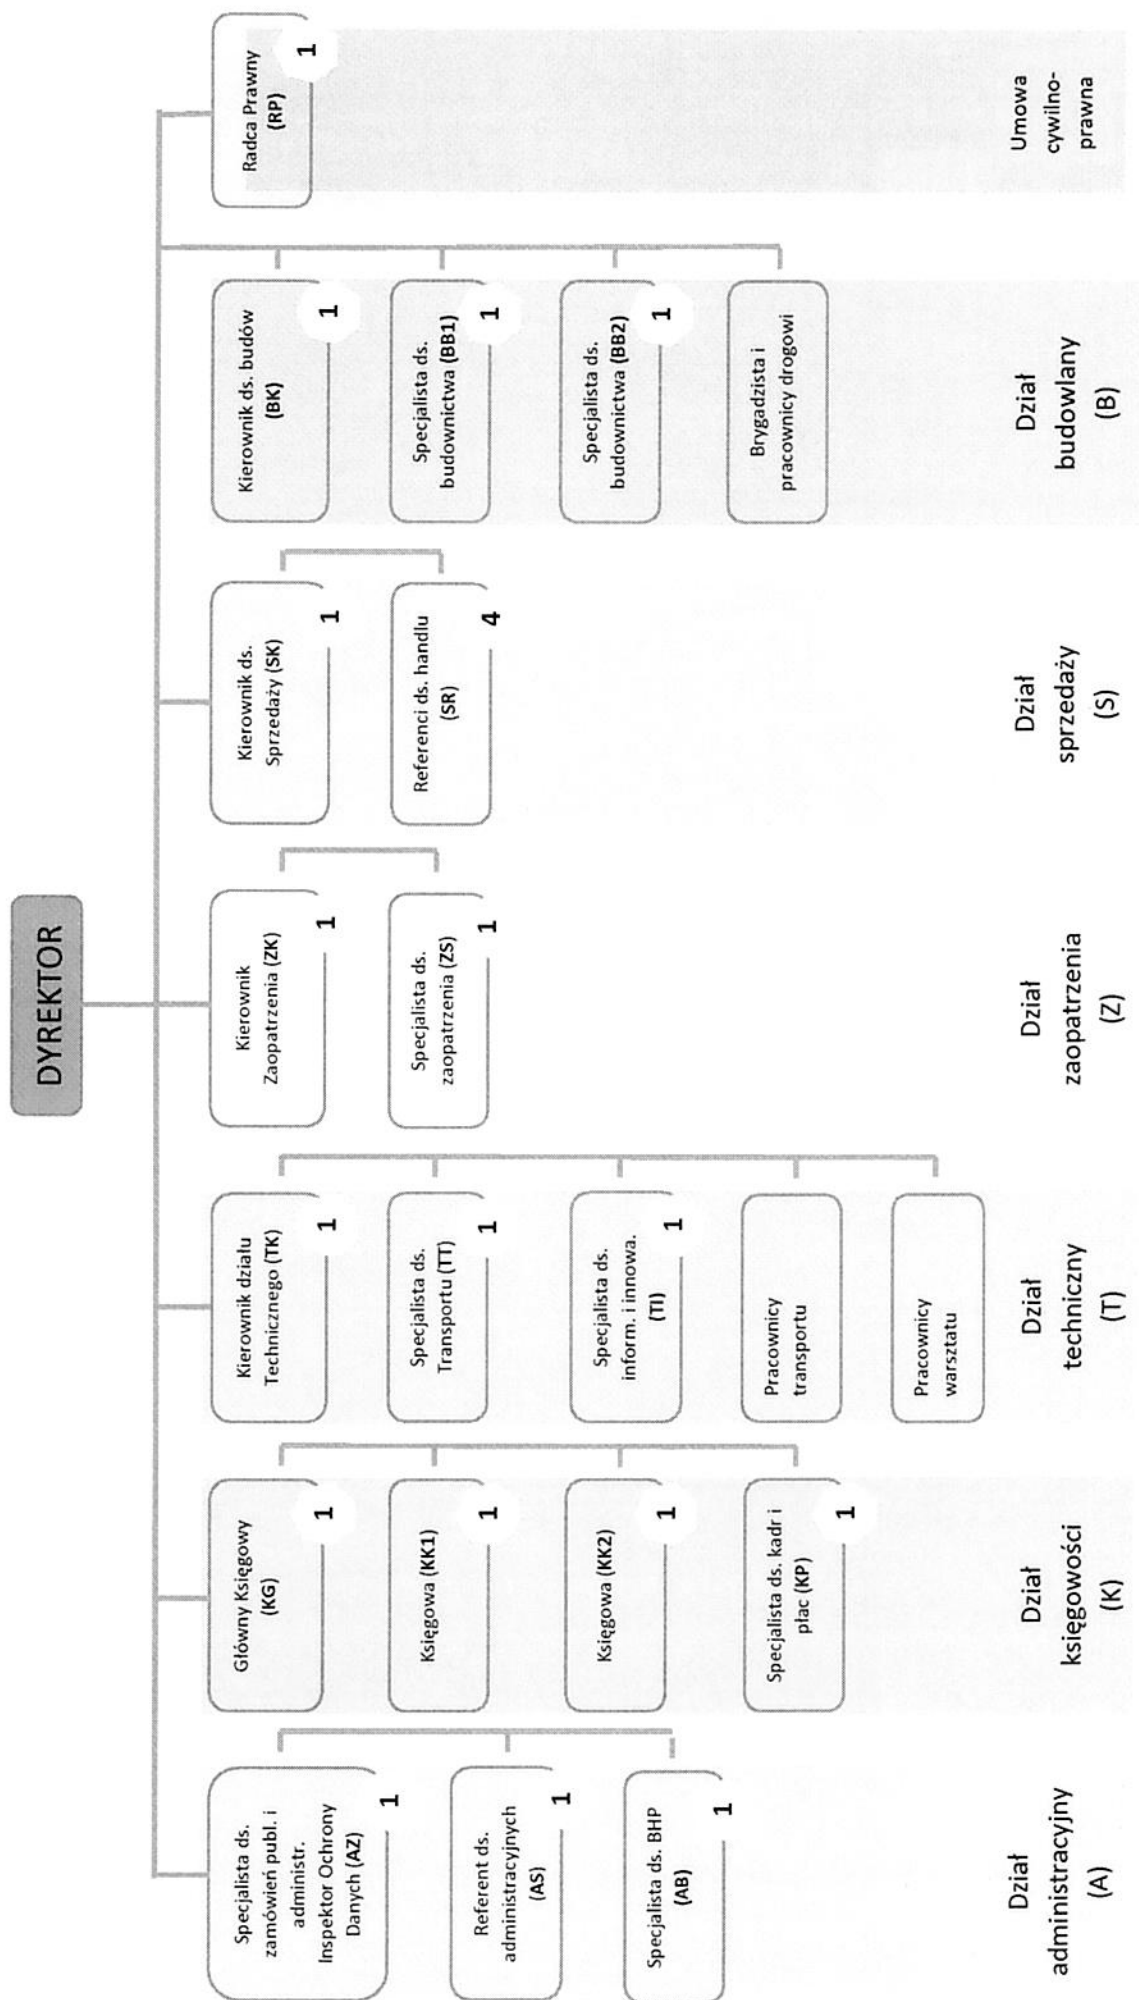 DYREKTOR
Specjalista ds.
zamówień publ. i
administr.
Inspektor Ochrony
Danych (AZ)
1
Referent ds.
administracyjnych
(AS)
1
Specjalista ds. BHP
(AB)
1
Dział
administracyjny
(A)
Główny Księgowy
(KG)
1
Księgowa (KK1)
1
Księgowa (KK2)
1
Specjalista ds. kadr i
płac (KP)
1
Dział
księgowości
(K)
Kierownik działu
Technicznego (TK)
1
Specjalista ds.
Transportu (TT)
1
Specjalista ds.
inform. i innowa.
(TI)
1
Pracownicy
transportu
Pracownicy
warsztatu
Dział
techniczny
(T)
Kierownik
Zaopatrzenia (ZK)
1
Specjalista ds.
zaopatrzenia (ZS)
1
Dział
zaopatrzenia
(Z)
Kierownik ds.
Sprzedaży (SK)
1
Referenci ds. handlu
(SR)
4
Dział
sprzedaży
(S)
Kierownik ds. budów
(BK)
1
Specjalista ds.
budownictwa (BB1)
1
Specjalista ds.
budownictwa (BB2)
1
Brygadzista i
pracownicy drogowi
Dział
budowlany
(B)
Radca Prawny
(RP)
1
Umowa
cywilno-
prawna